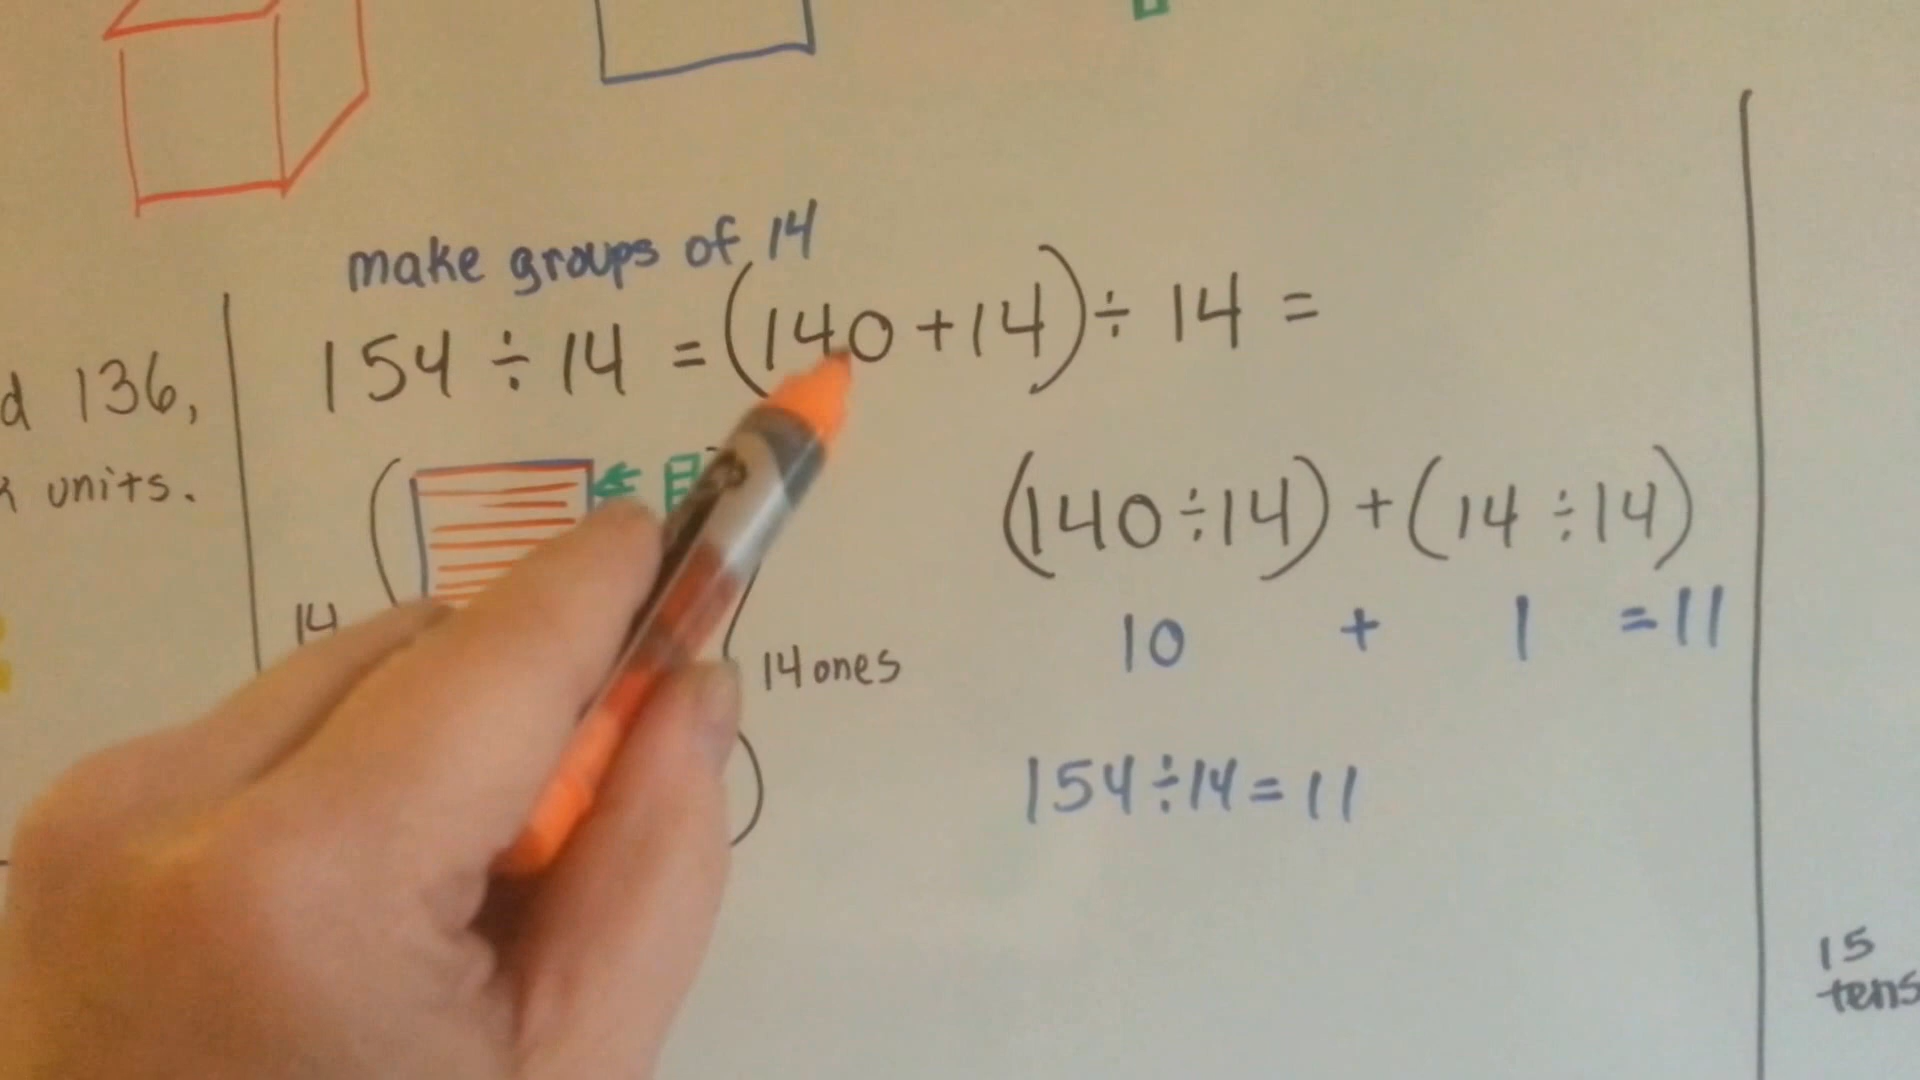 make groups of 14
154 ÷ 14 = (140 + 14) ÷ 14 =
136,
units.
(140 ÷ 14) + (14 ÷ 14)
14
14 ones
10 + 1 = 11
154 ÷ 14 = 11
15
tens